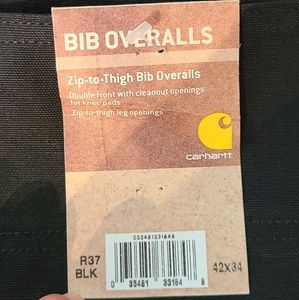 BIB OVERALLS
Zip-to-Thigh Bib Overalls
Double front with cleanout openings
for knee pads
Zip-to-thigh leg openings
carhartt
035481331848
R37
BLK
0 35481 33184 8
42X34